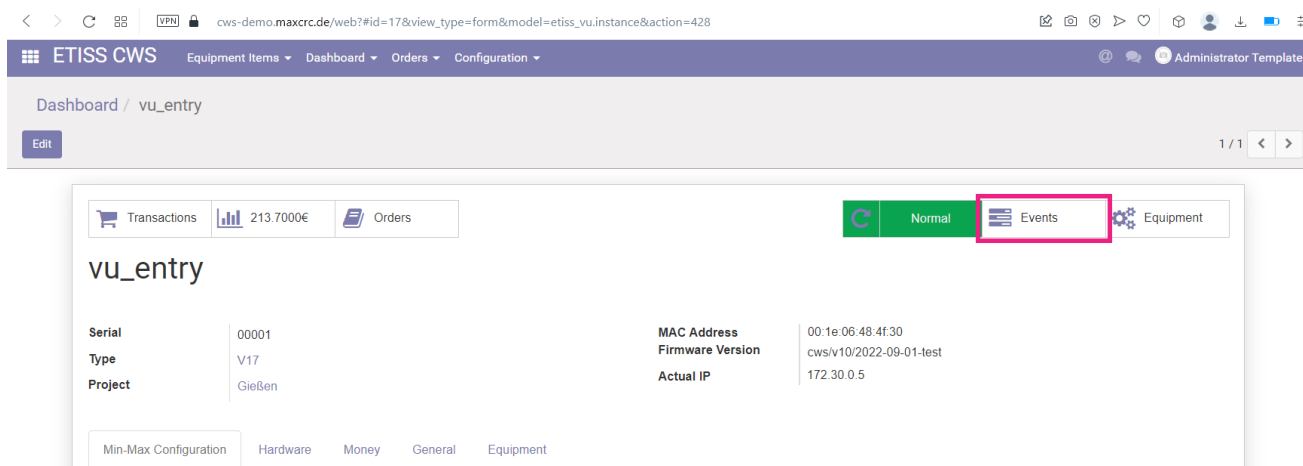 VPN cws-demo.maxcrc.de/web?#id=17&view_type=form&model=etiss_vu.instance&action=428
ETISS CWS Equipment Items Dashboard Orders Configuration @ Administrator Template
Dashboard / vu_entry
Edit 1 / 1
Transactions 213.7000€ Orders Normal Events Equipment
vu_entry
Serial 00001 MAC Address 00:1e:06:48:4f:30
Type V17 Firmware Version cws/v10/2022-09-01-test
Project Gießen Actual IP 172.30.0.5
Min-Max Configuration Hardware Money General Equipment